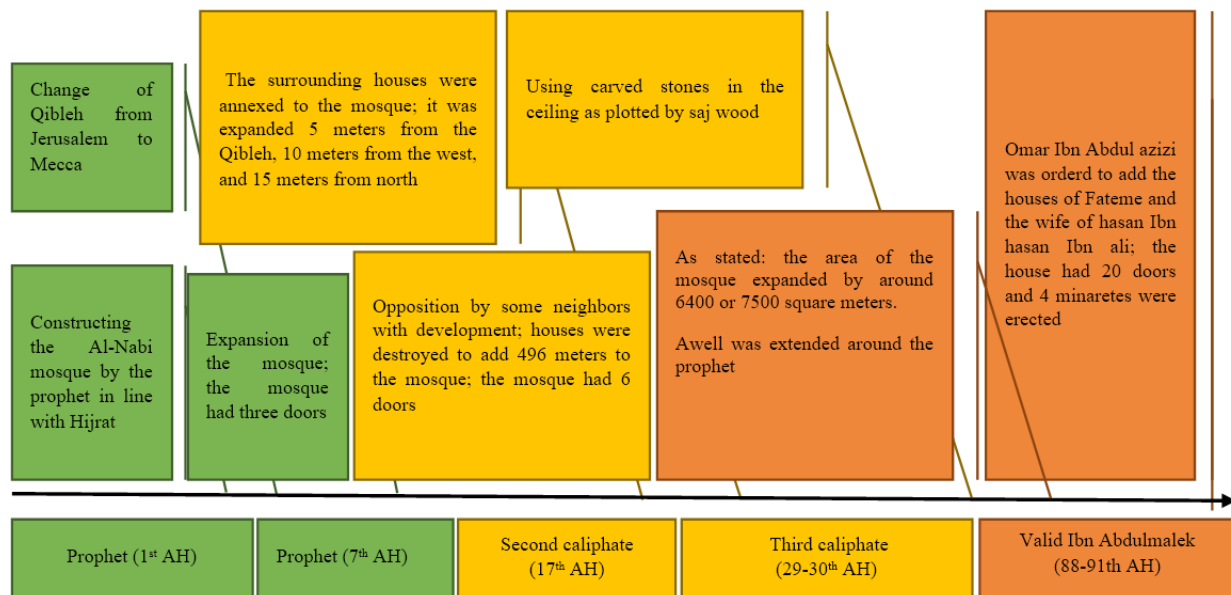 Change of
Qibleh from
Jerusalem to
Mecca
The surrounding houses were
annexed to the mosque; it was
expanded 5 meters from the
Qibleh, 10 meters from the west,
and 15 meters from north
Using carved stones in the
ceiling as plotted by saj wood
Omar Ibn Abdul azizi
was orderd to add the
houses of Fateme and
the wife of hasan Ibn
hasan Ibn ali; the
house had 20 doors
and 4 minaretes were
erected
Constructing
the Al-Nabi
mosque by the
prophet in line
with Hijrat
Expansion of
the mosque;
the mosque
had three doors
Opposition by some neighbors
with development; houses were
destroyed to add 496 meters to
the mosque; the mosque had 6
doors
As stated: the area of the
mosque expanded by around
6400 or 7500 square meters.
Awell was extended around the
prophet
Prophet (1st AH)
Prophet (7th AH)
Second caliphate
(17th AH)
Third caliphate
(29-30th AH)
Valid Ibn Abdulmalek
(88-91th AH)